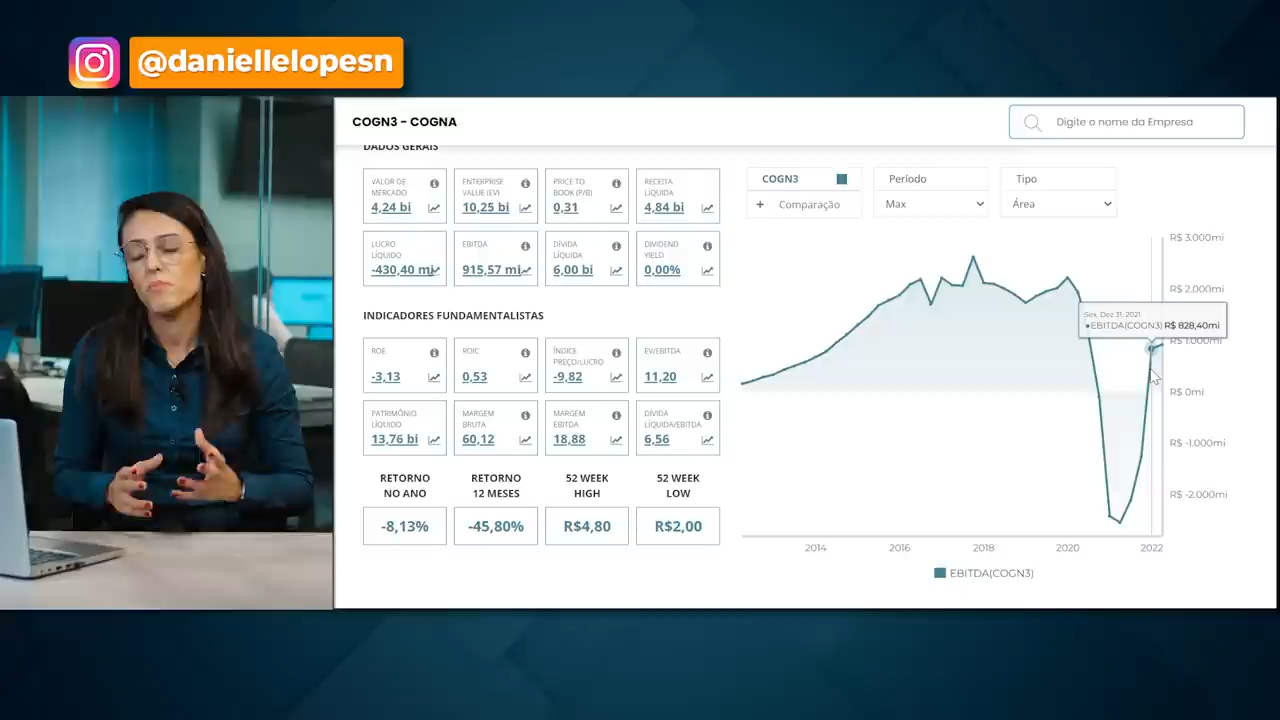 @daniellelopesn
COGN3 - COGNA
Digite o nome da Empresa
DADOS GERAIS
VALOR DE
MERCADO
4,24 bi
ENTERPRISE
VALUE (EV)
10,25 bi
PRICE TO
BOOK (P/B)
0,31
RECEITA
LÍQUIDA
4,84 bi
LUCRO
LÍQUIDO
-430,40 mi
EBITDA
915,57 mi
DÍVIDA
LÍQUIDA
6,00 bi
DIVIDEND
YIELD
0,00%
INDICADORES FUNDAMENTALISTAS
ROE
-3,13
ROIC
0,53
ÍNDICE
PREÇO/LUCRO
-9,82
EV/EBITDA
11,20
PATRIMÔNIO
LÍQUIDO
13,76 bi
MARGEM
BRUTA
60,12
MARGEM
EBITDA
18,88
DÍVIDA
LÍQUIDA/EBITDA
6,56
RETORNO
NO ANO
-8,13%
RETORNO
12 MESES
-45,80%
52 WEEK
HIGH
R$4,80
52 WEEK
LOW
R$2,00
COGN3
+ Comparação
Período
Max
Tipo
Área
R$ 3.000mi
R$ 2.000mi
Sex, Dez 31, 2021
EBITDA(COGN3) R$ 828,40mi
R$ 1.000mi
R$ 0mi
R$ -1.000mi
R$ -2.000mi
2014 2016 2018 2020 2022
EBITDA(COGN3)